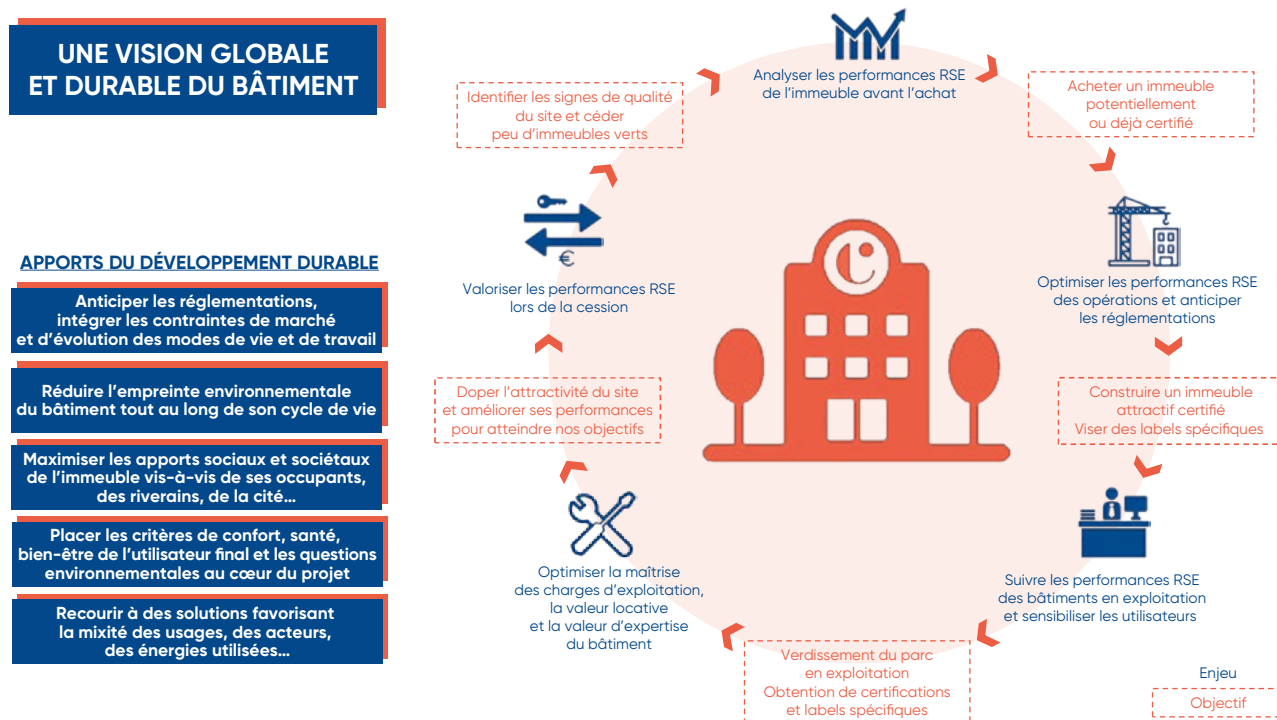 UNE VISION GLOBALE
ET DURABLE DU BÂTIMENT
APPORTS DU DÉVELOPPEMENT DURABLE
Anticiper les réglementations,
intégrer les contraintes de marché
et d'évolution des modes de vie et de travail
Réduire l'empreinte environnementale
du bâtiment tout au long de son cycle de vie
Maximiser les apports sociaux et sociétaux
de l'immeuble vis-à-vis de ses occupants,
des riverains, de la cité…
Placer les critères de confort, santé,
bien-être de l'utilisateur final et les questions
environnementales au cœur du projet
Recourir à des solutions favorisant
la mixité des usages, des acteurs,
des énergies utilisées…
Analyser les performances RSE
de l'immeuble avant l'achat
Acheter un immeuble
potentiellement
ou déjà certifié
Optimiser les performances RSE
des opérations et anticiper
les réglementations
Construire un immeuble
attractif certifié
Viser des labels spécifiques
Suivre les performances RSE
des bâtiments en exploitation
et sensibiliser les utilisateurs
Verdissement du parc
en exploitation
Obtention de certifications
et labels spécifiques
Optimiser la maîtrise
des charges d'exploitation,
la valeur locative
et la valeur d'expertise
du bâtiment
Doper l'attractivité du site
et améliorer ses performances
pour atteindre nos objectifs
€
Valoriser les performances RSE
lors de la cession
Identifier les signes de qualité
du site et céder
peu d'immeubles verts
Enjeu
Objectif